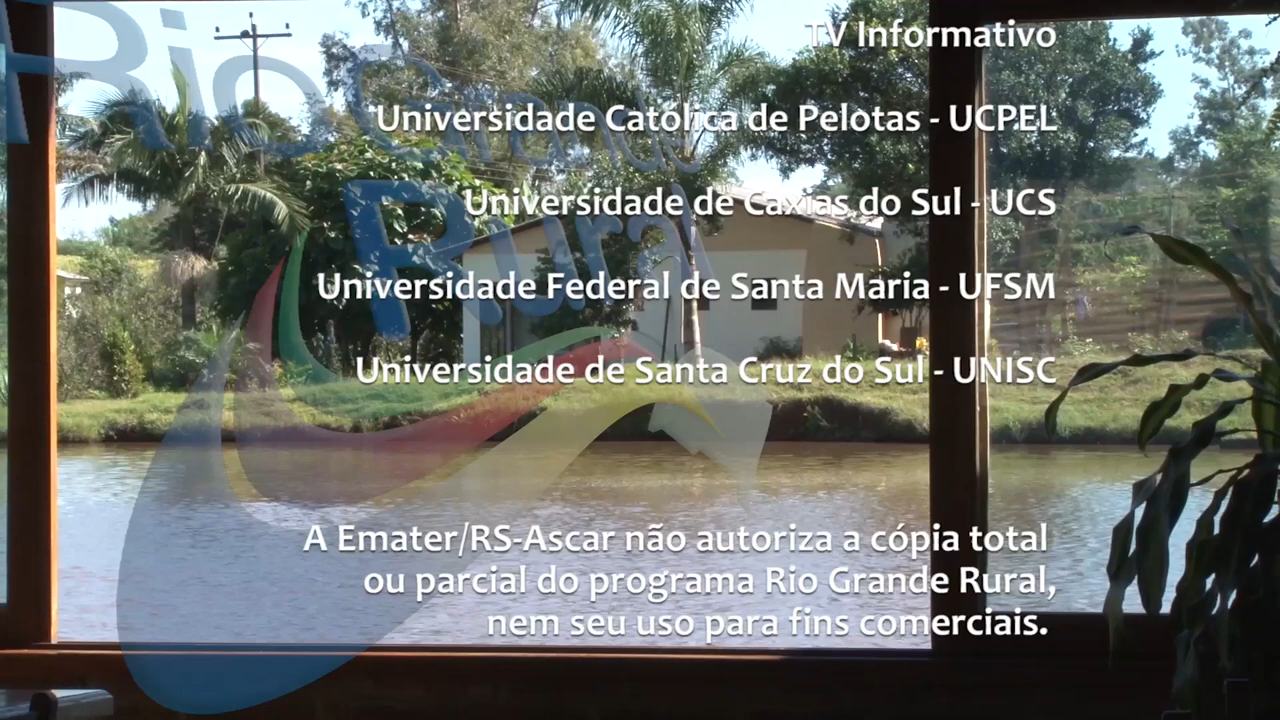 Rio Grande
Rural
TV Informativo
Universidade Católica de Pelotas - UCPEL
Universidade de Caxias do Sul - UCS
Universidade Federal de Santa Maria - UFSM
Universidade de Santa Cruz do Sul - UNISC
A Emater/RS-Ascar não autoriza a cópia total
ou parcial do programa Rio Grande Rural,
nem seu uso para fins comerciais.